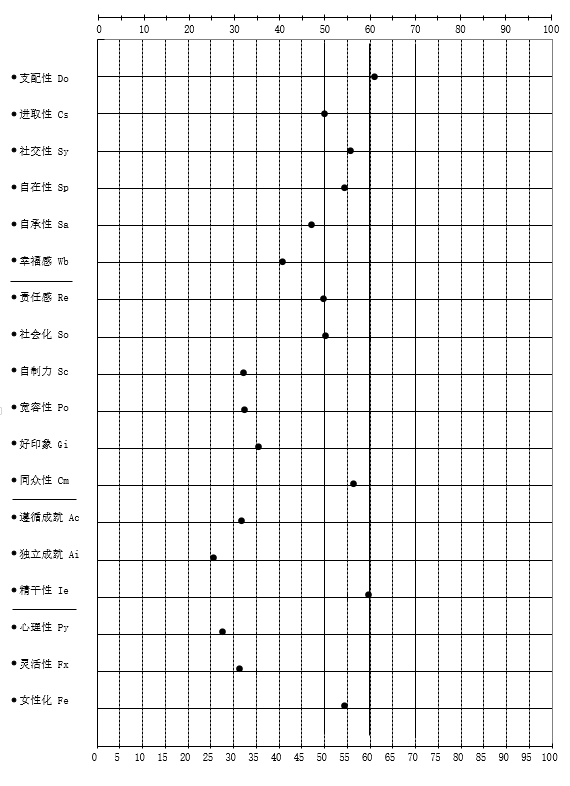 0 10 20 30 40 50 60 70 80 90 100
支配性 Do
进取性 Cs
社交性 Sy
自在性 Sp
自承性 Sa
幸福感 Wb
责任感 Re
社会化 So
自制力 Sc
宽容性 Po
好印象 Gi
同众性 Cm
遵循成就 Ac
独立成就 Ai
精干性 Ie
心理性 Py
灵活性 Fx
女性化 Fe
0 5 10 15 20 25 30 35 40 45 50 55 60 65 70 75 80 85 90 95 100